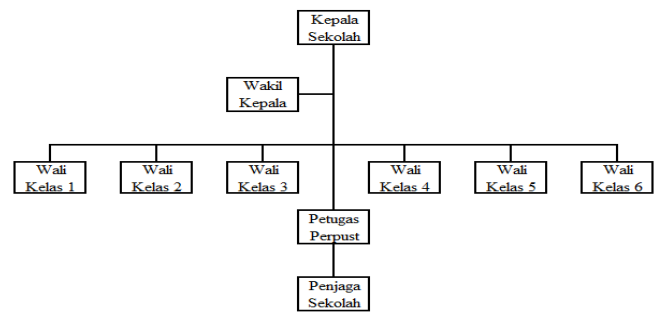 Kepala
Sekolah
Wakil
Kepala
Wali
Kelas 1
Wali
Kelas 2
Wali
Kelas 3
Wali
Kelas 4
Wali
Kelas 5
Wali
Kelas 6
Petugas
Perpust
Penjaga
Sekolah